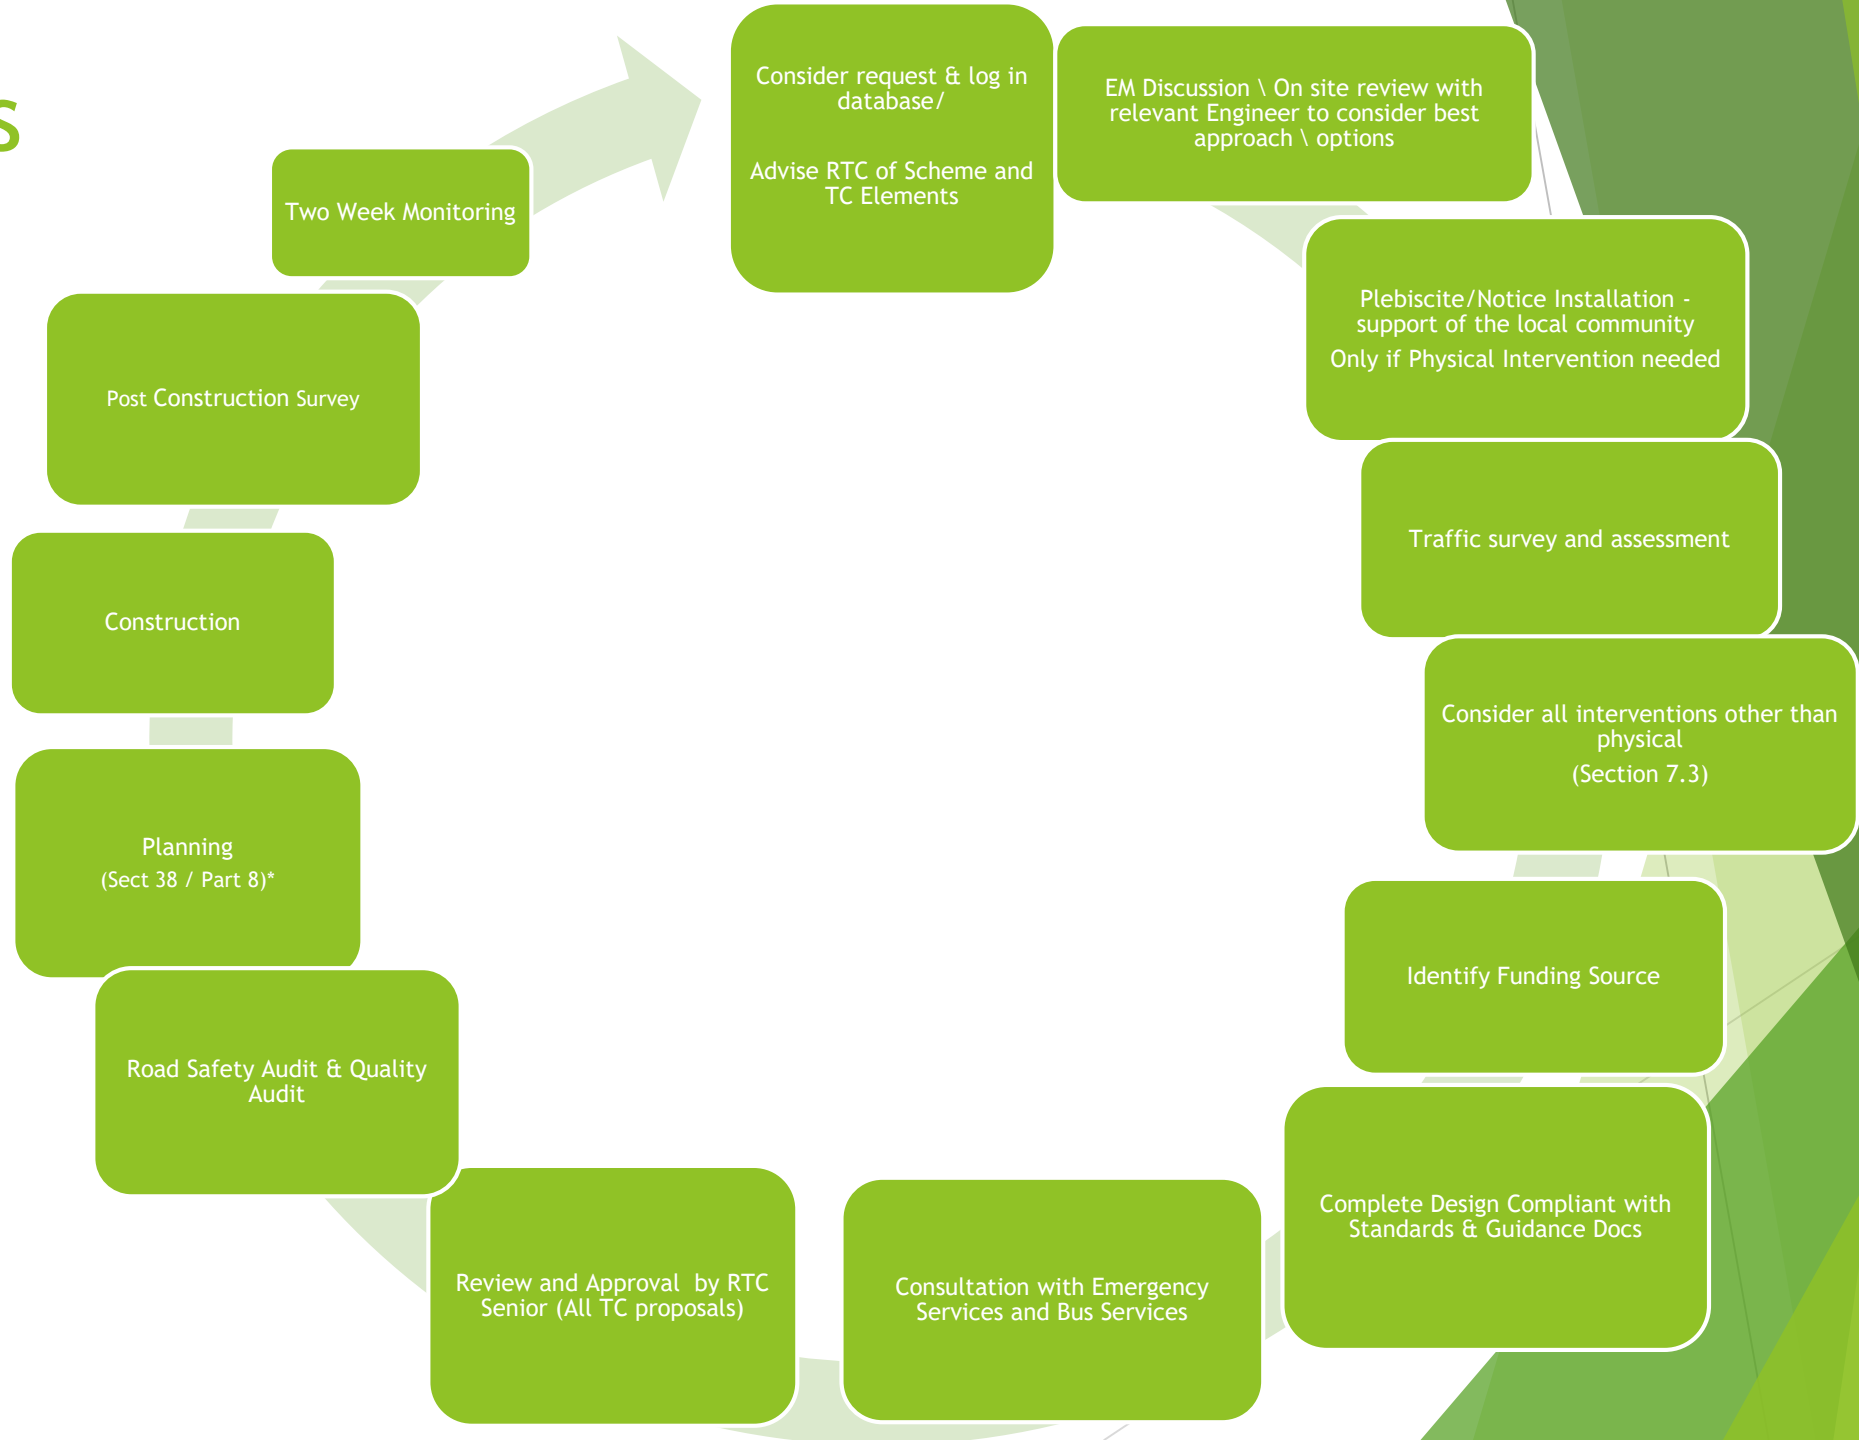 s
Consider request & log in
database/
Advise RTC of Scheme and
TC Elements
EM Discussion \ On site review with
relevant Engineer to consider best
approach \ options
Plebiscite/Notice Installation -
support of the local community
Only if Physical Intervention needed
Traffic survey and assessment
Consider all interventions other than
physical
(Section 7.3)
Identify Funding Source
Complete Design Compliant with
Standards & Guidance Docs
Consultation with Emergency
Services and Bus Services
Review and Approval by RTC
Senior (All TC proposals)
Road Safety Audit & Quality
Audit
Planning
(Sect 38 / Part 8)*
Construction
Post Construction Survey
Two Week Monitoring